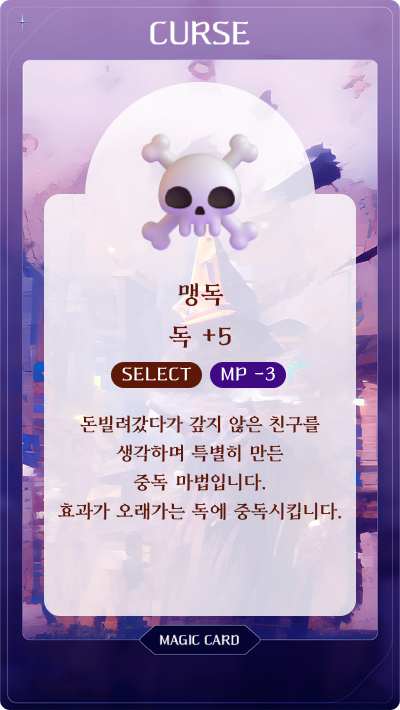 CURSE
맹독
독 +5
SELECT MP -3
돈빌려갔다가 갚지 않은 친구를
생각하며 특별히 만든
중독 마법입니다.
효과가 오래가는 독에 중독시킵니다.
MAGIC CARD